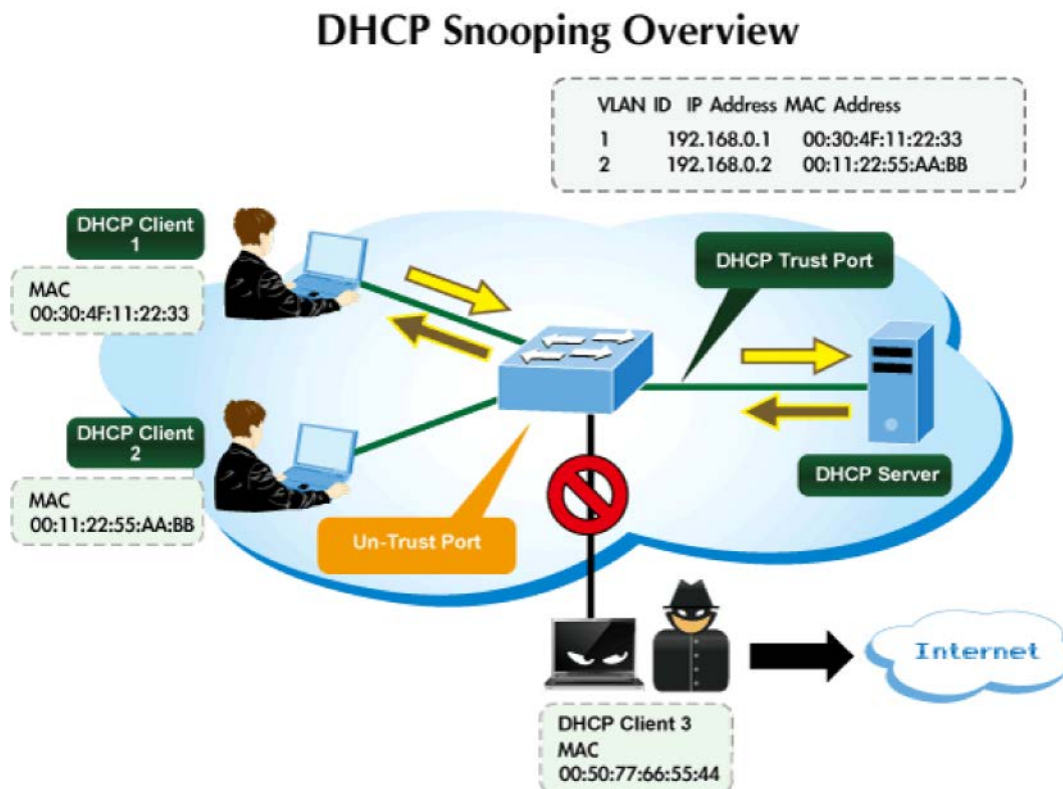 DHCP Snooping Overview
VLAN ID IP Address MAC Address
1 192.168.0.1 00:30:4F:11:22:33
2 192.168.0.2 00:11:22:55:AA:BB
DHCP Client
1
MAC
00:30:4F:11:22:33
DHCP Trust Port
DHCP Client
2
MAC
00:11:22:55:AA:BB
Un-Trust Port
DHCP Server
Internet
DHCP Client 3
MAC
00:50:77:66:55:44